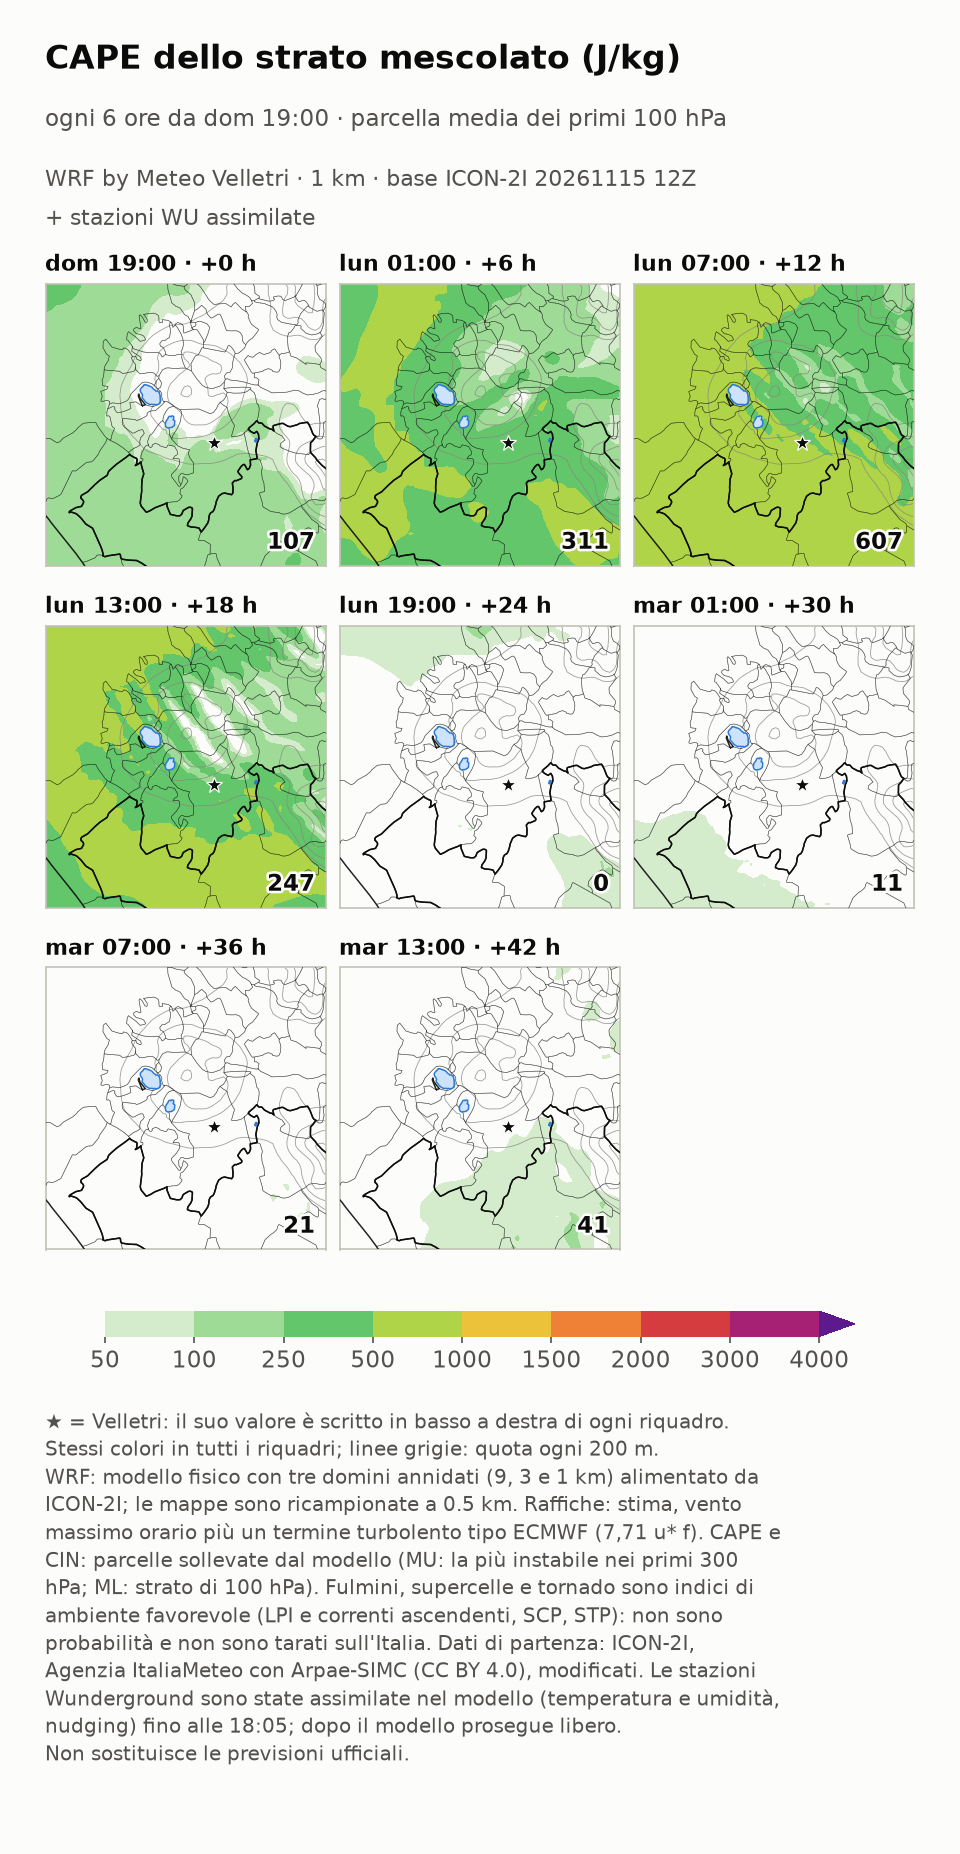 CAPE dello strato mescolato (J/kg)
ogni 6 ore da dom 19:00 · parcella media dei primi 100 hPa
WRF by Meteo Velletri · 1 km · base ICON-2I 20261115 12Z
+ stazioni WU assimilate
dom 19:00 · +0 h
lun 01:00 · +6 h
lun 07:00 · +12 h
107
311
607
lun 13:00 · +18 h
lun 19:00 · +24 h
mar 01:00 · +30 h
247
0
11
mar 07:00 · +36 h
mar 13:00 · +42 h
21
41
50 100 250 500 1000 1500 2000 3000 4000
★ = Velletri: il suo valore è scritto in basso a destra di ogni riquadro.
Stessi colori in tutti i riquadri; linee grigie: quota ogni 200 m.
WRF: modello fisico con tre domini annidati (9, 3 e 1 km) alimentato da
ICON-2I; le mappe sono ricampionate a 0.5 km. Raffiche: stima, vento
massimo orario più un termine turbolento tipo ECMWF (7,71 u* f). CAPE e
CIN: parcelle sollevate dal modello (MU: la più instabile nei primi 300
hPa; ML: strato di 100 hPa). Fulmini, supercelle e tornado sono indici di
ambiente favorevole (LPI e correnti ascendenti, SCP, STP): non sono
probabilità e non sono tarati sull'Italia. Dati di partenza: ICON-2I,
Agenzia ItaliaMeteo con Arpae-SIMC (CC BY 4.0), modificati. Le stazioni
Wunderground sono state assimilate nel modello (temperatura e umidità,
nudging) fino alle 18:05; dopo il modello prosegue libero.
Non sostituisce le previsioni ufficiali.